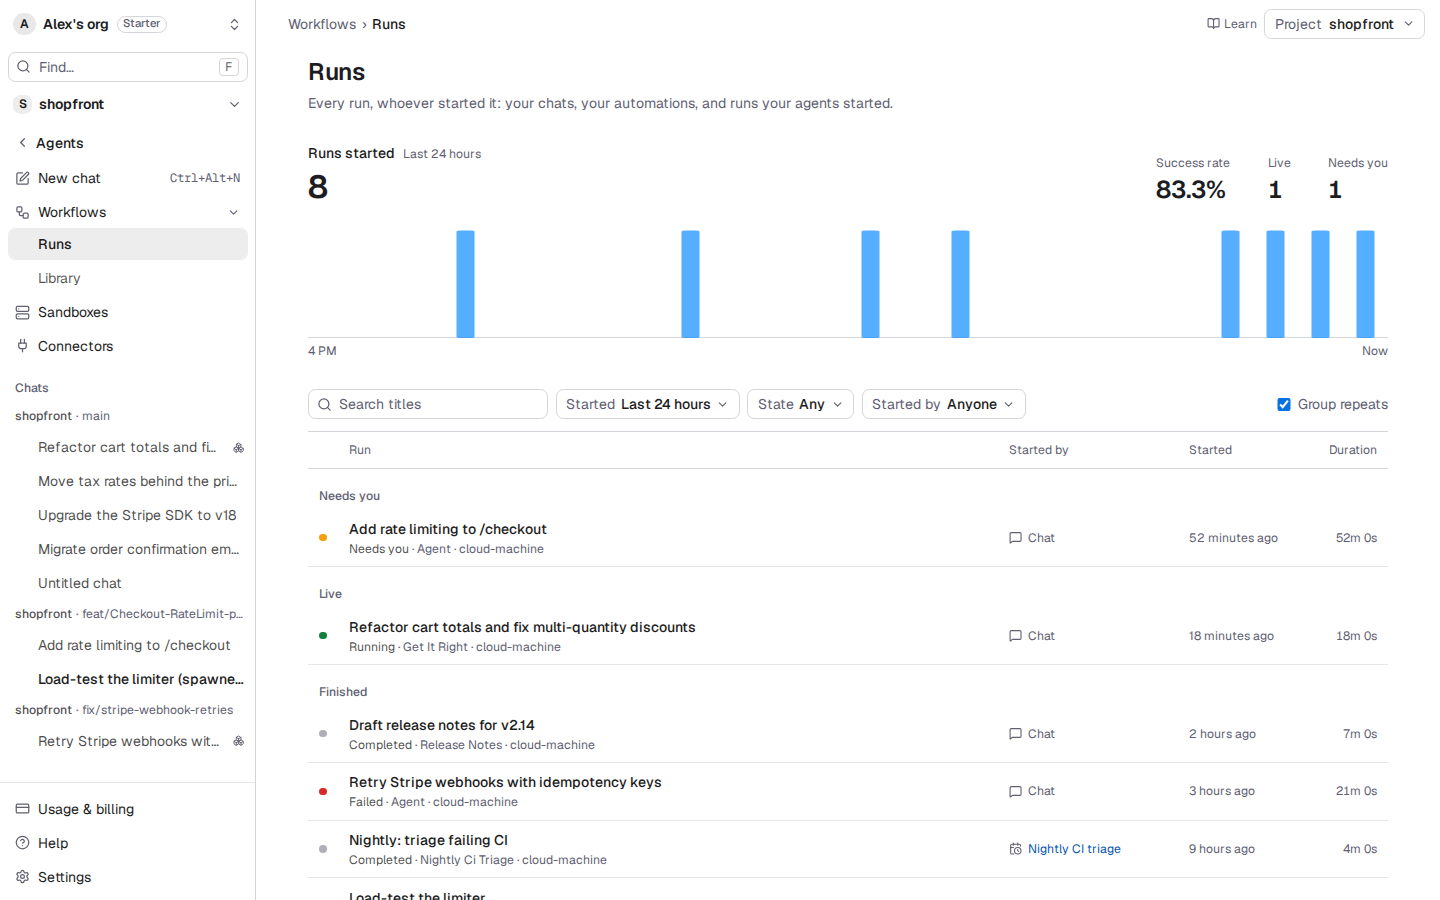 A Alex's org Starter
Find... F
S shopfront
Agents
New chat Ctrl+Alt+N
Workflows
Runs
Library
Sandboxes
Connectors
Chats
shopfront · main
Refactor cart totals and fi...
Move tax rates behind the pri...
Upgrade the Stripe SDK to v18
Migrate order confirmation em...
Untitled chat
shopfront · feat/Checkout-RateLimit-p...
Add rate limiting to /checkout
Load-test the limiter (spawne...
shopfront · fix/stripe-webhook-retries
Retry Stripe webhooks wit...
Usage & billing
Help
Settings
Workflows › Runs
Learn
Project shopfront
Runs
Every run, whoever started it: your chats, your automations, and runs your agents started.
Runs started Last 24 hours
8
Success rate Live Needs you
83.3% 1 1
4 PM Now
Search titles
Started Last 24 hours
State Any
Started by Anyone
Group repeats
Run Started by Started Duration
Needs you
Add rate limiting to /checkout
Needs you · Agent · cloud-machine
Chat 52 minutes ago 52m 0s
Live
Refactor cart totals and fix multi-quantity discounts
Running · Get It Right · cloud-machine
Chat 18 minutes ago 18m 0s
Finished
Draft release notes for v2.14
Completed · Release Notes · cloud-machine
Chat 2 hours ago 7m 0s
Retry Stripe webhooks with idempotency keys
Failed · Agent · cloud-machine
Chat 3 hours ago 21m 0s
Nightly: triage failing CI
Completed · Nightly Ci Triage · cloud-machine
Nightly CI triage 9 hours ago 4m 0s
Load-test the limiter